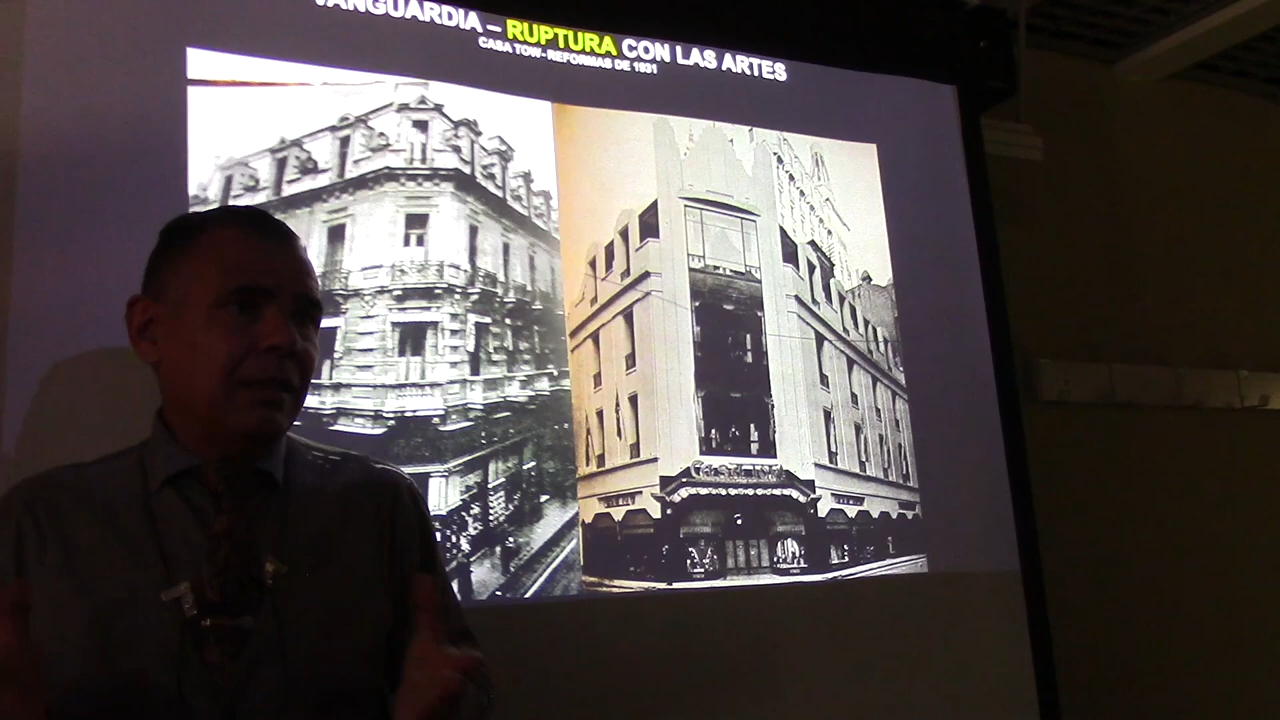 VANGUARDIA – RUPTURA CON LAS ARTES
CASA TOW-REFORMAS DE 1931